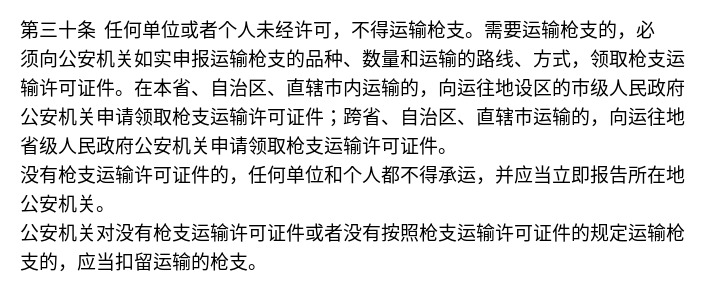 第三十条 任何单位或者个人未经许可，不得运输枪支。需要运输枪支的，必
须向公安机关如实申报运输枪支的品种、数量和运输的路线、方式，领取枪支运
输许可证件。在本省、自治区、直辖市内运输的，向运往地设区的市级人民政府
公安机关申请领取枪支运输许可证件；跨省、自治区、直辖市运输的，向运往地
省级人民政府公安机关申请领取枪支运输许可证件。
没有枪支运输许可证件的，任何单位和个人都不得承运，并应当立即报告所在地
公安机关。
公安机关对没有枪支运输许可证件或者没有按照枪支运输许可证件的规定运输枪
支的，应当扣留运输的枪支。